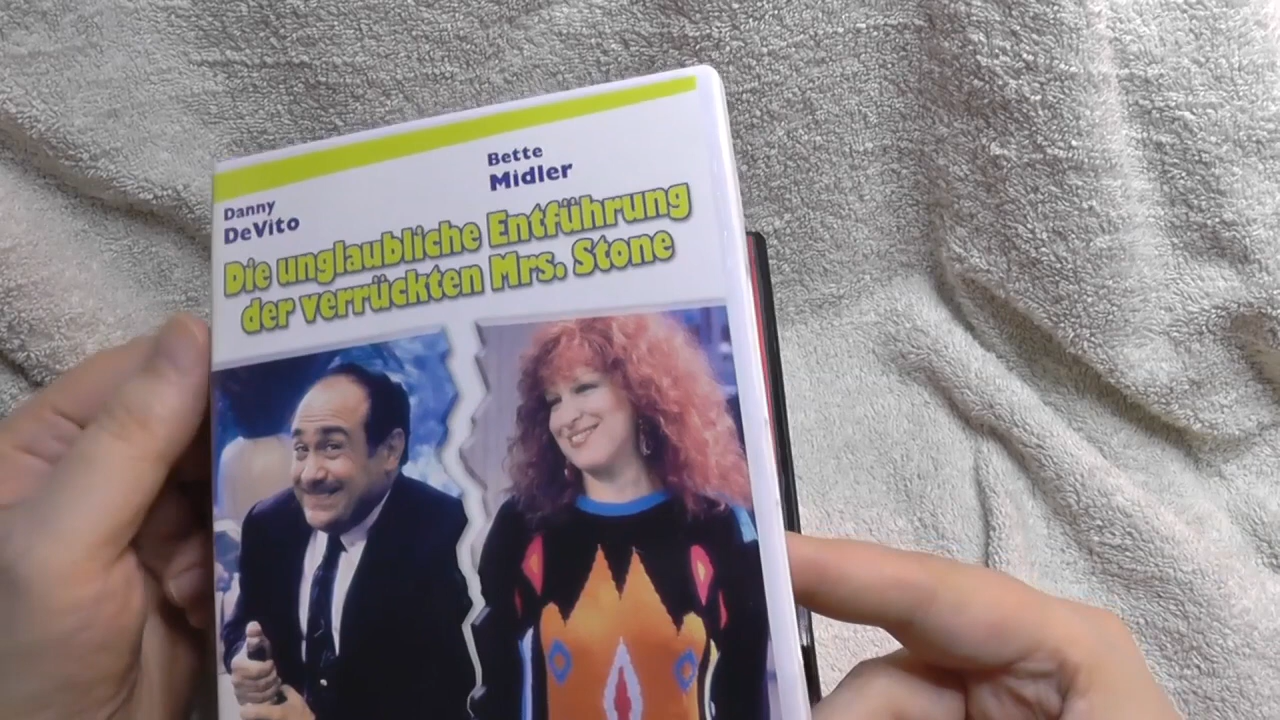 Danny
DeVito
Bette
Midler
Die unglaubliche Entführung
der verrückten Mrs. Stone